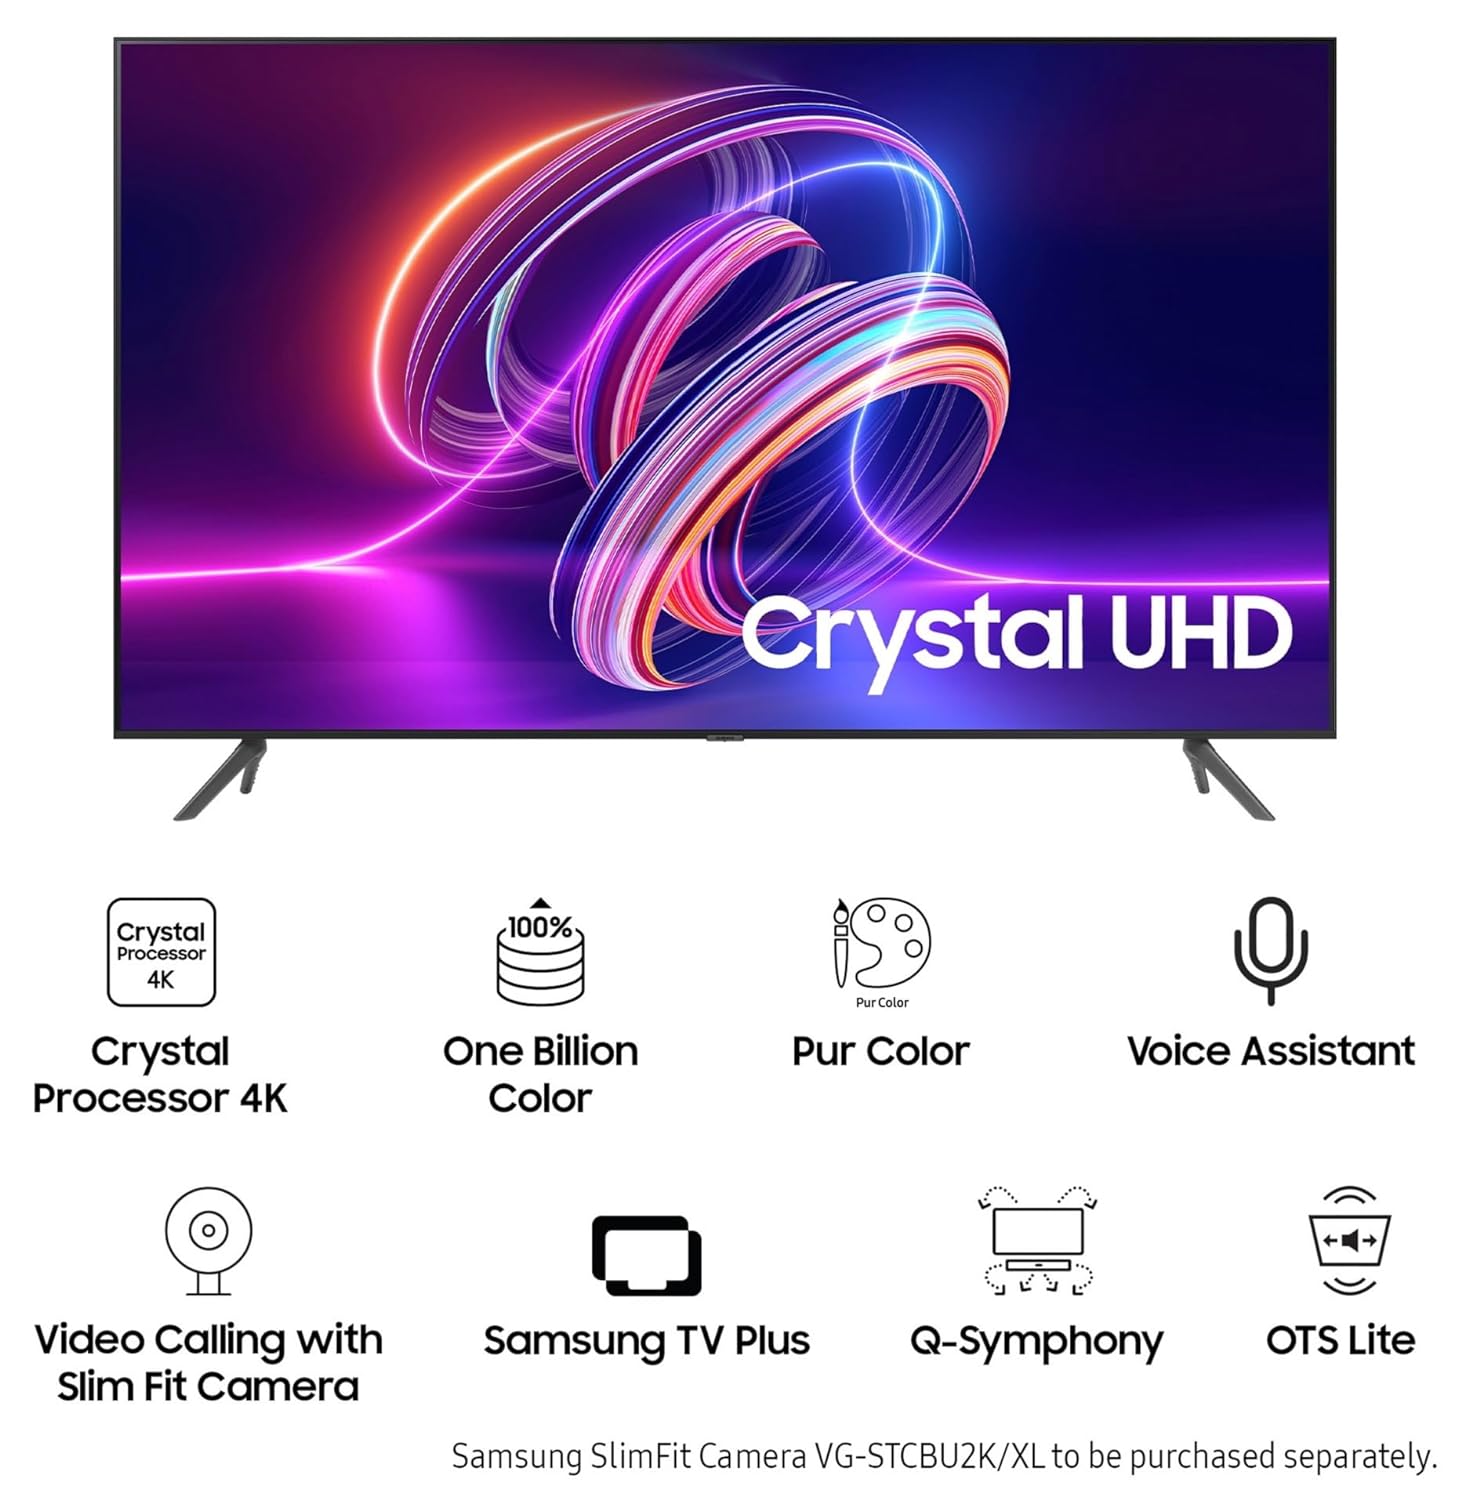 Crystal UHD
Crystal
Processor
4K
100%
Pur Color
Crystal
Processor 4K
One Billion
Color
Pur Color
Voice Assistant
Video Calling with
Slim Fit Camera
Samsung TV Plus
Q-Symphony
OTS Lite
Samsung SlimFit Camera VG-STCBU2K/XL to be purchased separately.